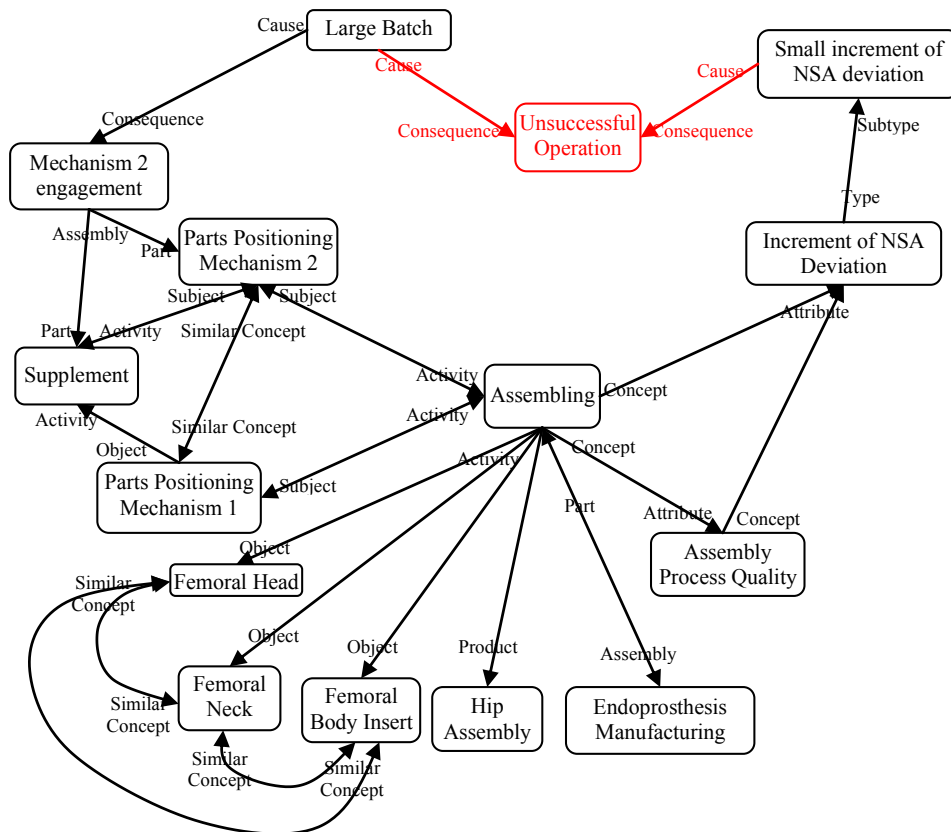 Large Batch
Small increment of
NSA deviation
Cause
Cause
Cause
Consequence
Consequence
Unsuccessful
Operation
Consequence
Subtype
Mechanism 2
engagement
Type
Assembly
Part
Parts Positioning
Mechanism 2
Increment of NSA
Deviation
Subject
Subject
Attribute
Part
Activity
Similar Concept
Supplement
Activity
Assembling
Concept
Activity
Activity
Object
Similar Concept
Activity
Concept
Parts Positioning
Mechanism 1
Subject
Part
Attribute
Concept
Object
Assembly
Process Quality
Similar
Concept
Femoral Head
Object
Object
Product
Assembly
Similar
Concept
Femoral
Neck
Femoral
Body Insert
Hip
Assembly
Endoprosthesis
Manufacturing
Similar
Concept
Similar
Concept